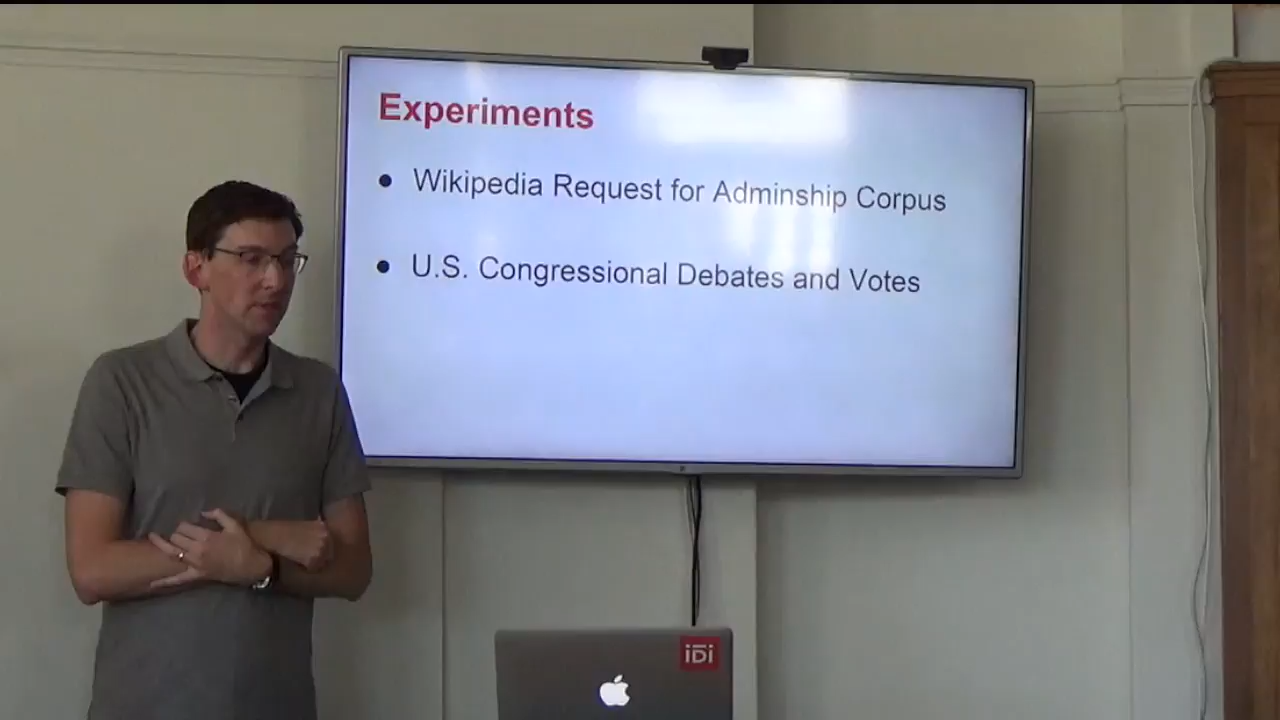 Experiments
● Wikipedia Request for Adminship Corpus
● U.S. Congressional Debates and Votes
iDi